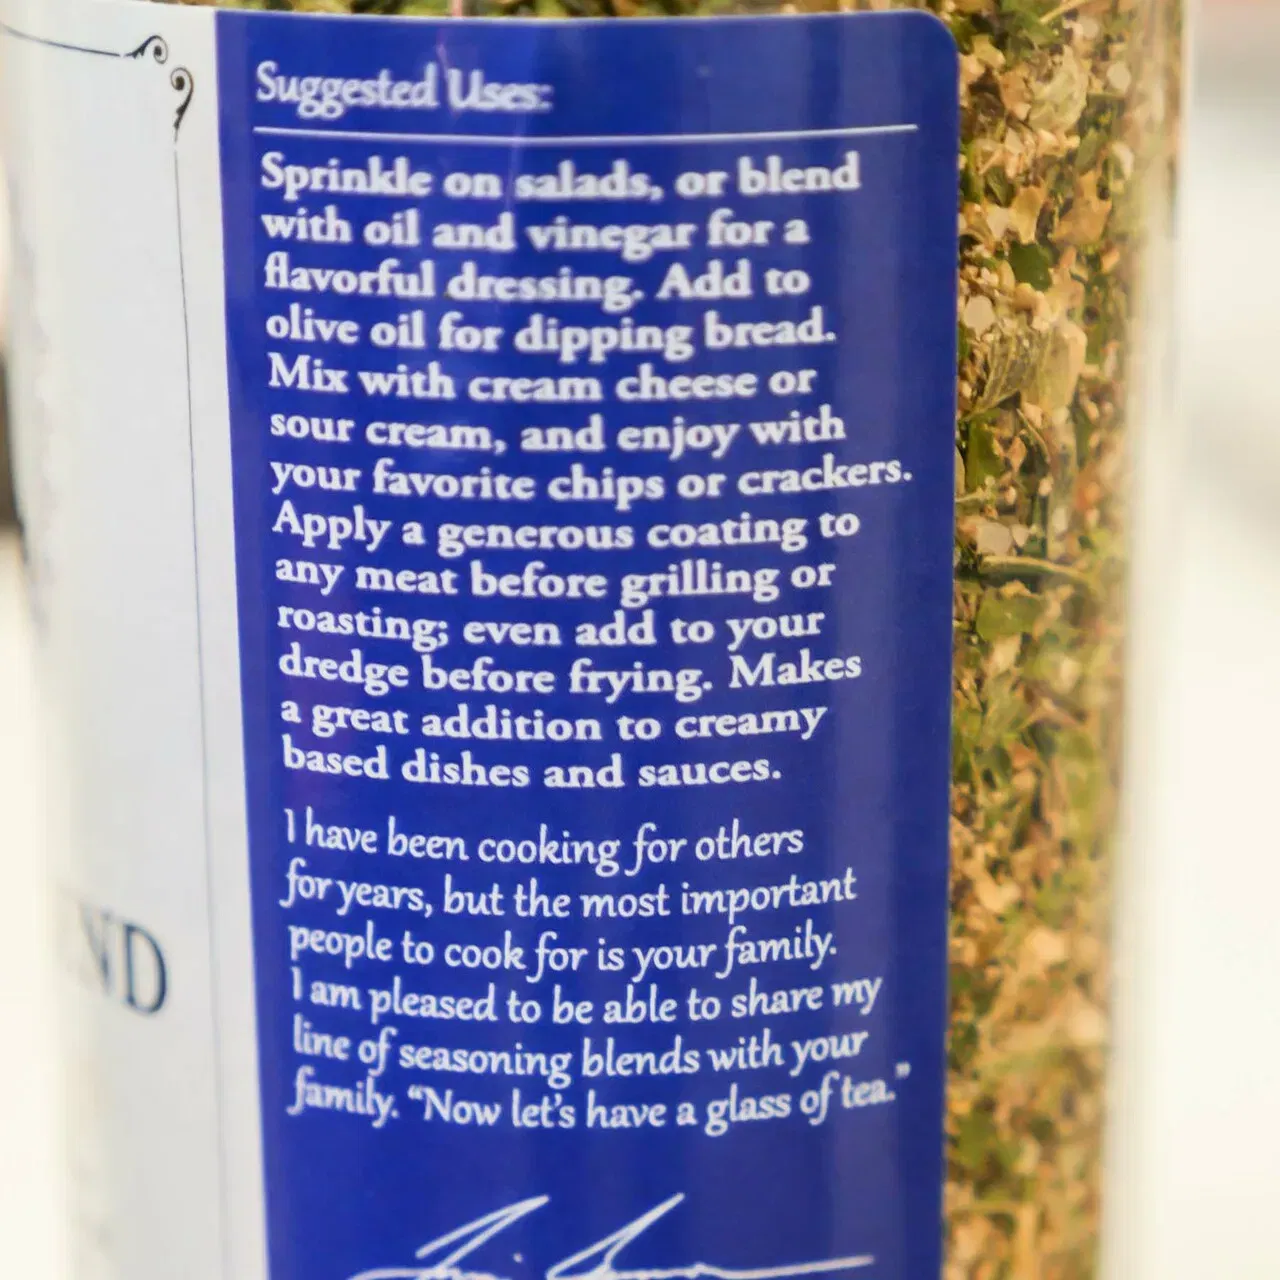 Suggested Uses:
Sprinkle on salads, or blend
with oil and vinegar for a
flavorful dressing. Add to
olive oil for dipping bread.
Mix with cream cheese or
sour cream, and enjoy with
your favorite chips or crackers.
Apply a generous coating to
any meat before grilling or
roasting; even add to your
dredge before frying. Makes
a great addition to creamy
based dishes and sauces.
I have been cooking for others
for years, but the most important
people to cook for is your family.
I am pleased to be able to share my
line of seasoning blends with your
family. “Now let’s have a glass of tea.”